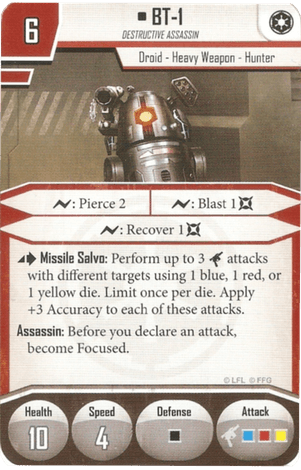 6
BT-1
DESTRUCTIVE ASSASSIN
Droid - Heavy Weapon - Hunter
: Pierce 2
: Blast 1
: Recover 1
Missile Salvo: Perform up to 3 attacks
with different targets using 1 blue, 1 red, or
1 yellow die. Limit once per die. Apply
+3 Accuracy to each of these attacks.
Assassin: Before you declare an attack,
become Focused.
© LFL © FFG
Health Speed Defense Attack
10 4